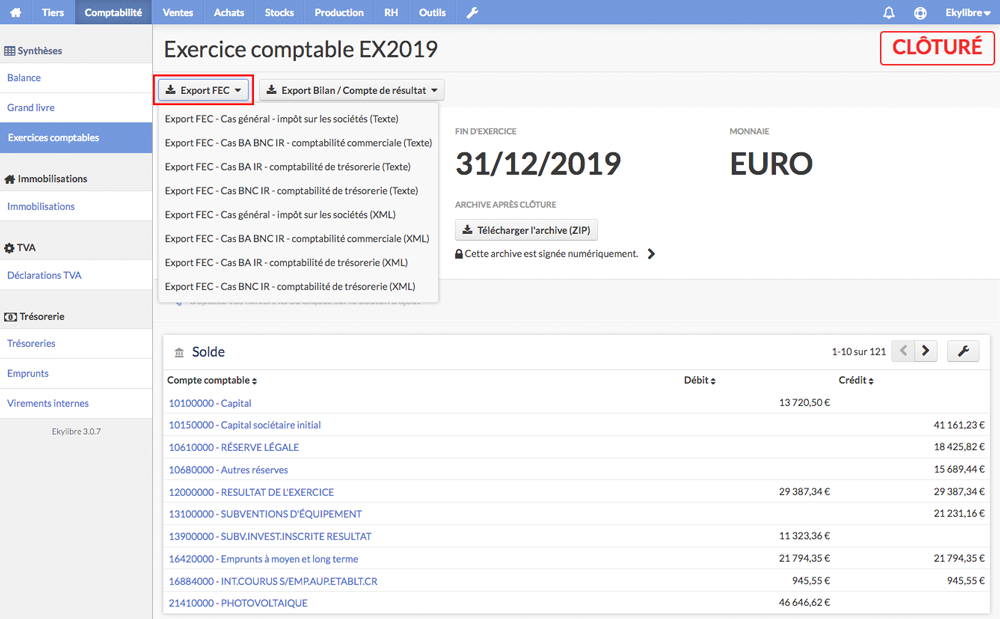 Tiers Comptabilité Ventes Achats Stocks Production RH Outils Ekylibre
Synthèses
Balance
Grand livre
Exercices comptables
Immobilisations
Immobilisations
TVA
Déclarations TVA
Trésorerie
Trésoreries
Emprunts
Virements internes
Ekylibre 3.0.7
Exercice comptable EX2019
CLÔTURÉ
Export FEC Export Bilan / Compte de résultat
Export FEC - Cas général - impôt sur les sociétés (Texte)
Export FEC - Cas BA BNC IR - comptabilité commerciale (Texte)
Export FEC - Cas BA IR - comptabilité de trésorerie (Texte)
Export FEC - Cas BNC IR - comptabilité de trésorerie (Texte)
Export FEC - Cas général - impôt sur les sociétés (XML)
Export FEC - Cas BA BNC IR - comptabilité commerciale (XML)
Export FEC - Cas BA IR - comptabilité de trésorerie (XML)
Export FEC - Cas BNC IR - comptabilité de trésorerie (XML)
FIN D'EXERCICE
31/12/2019
MONNAIE
EURO
ARCHIVE APRÈS CLÔTURE
Télécharger l'archive (ZIP)
Cette archive est signée numériquement.
Solde
1-10 sur 121
Compte comptable Débit Crédit
10100000 - Capital 13 720,50 €
10150000 - Capital sociétaire initial 41 161,23 €
10610000 - RÉSERVE LÉGALE 18 425,82 €
10680000 - Autres réserves 15 689,44 €
12000000 - RESULTAT DE L'EXERCICE 29 387,34 € 29 387,34 €
13100000 - SUBVENTIONS D'ÉQUIPEMENT 21 231,16 €
13900000 - SUBV.INVEST.INSCRITE RESULTAT 11 323,36 €
16420000 - Emprunts à moyen et long terme 21 794,35 € 21 794,35 €
16884000 - INT.COURUS S/EMP.AUP.ETABLT.CR 945,55 € 945,55 €
21410000 - PHOTOVOLTAIQUE 46 646,62 €